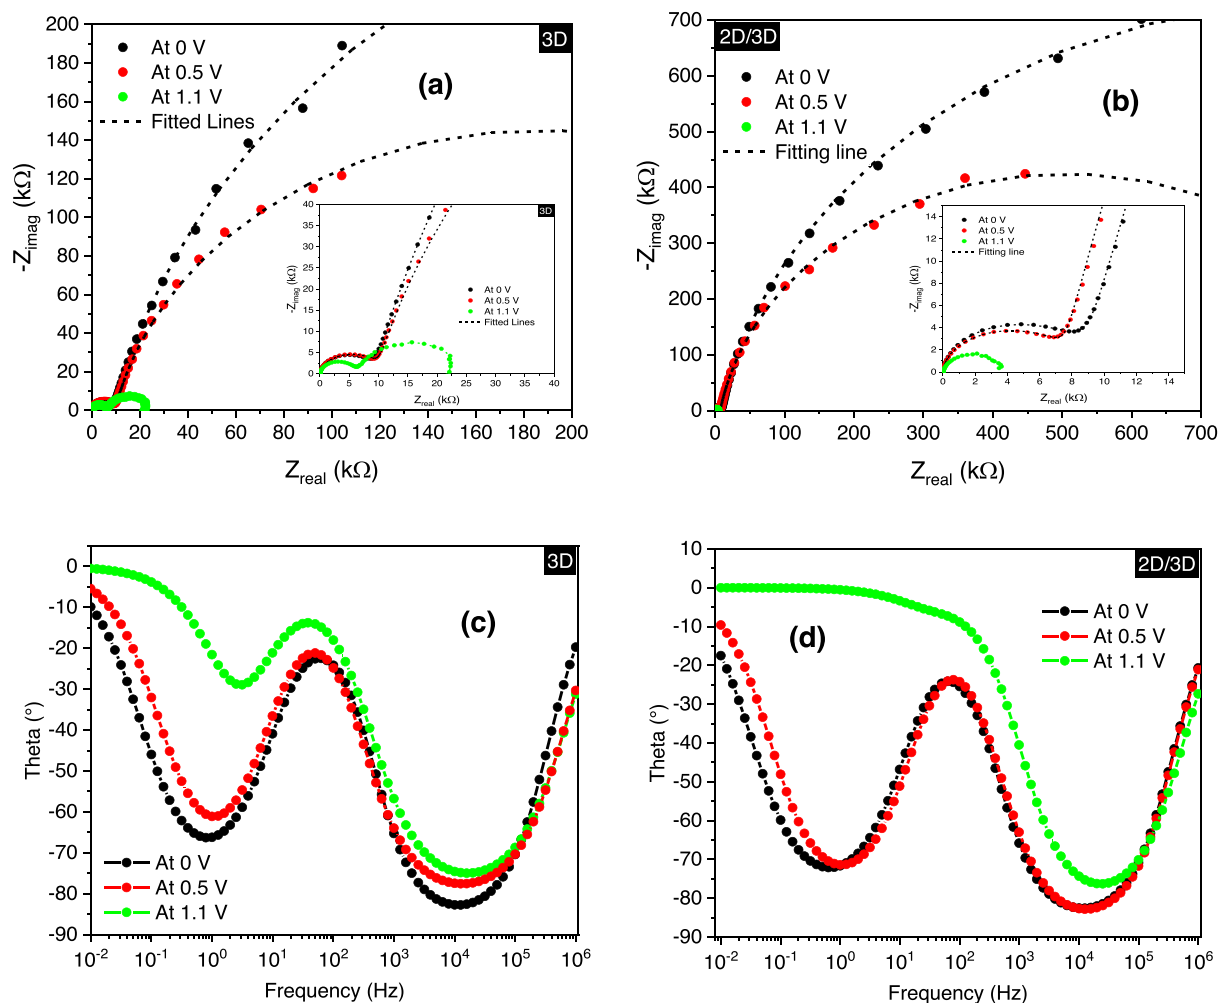 200
180
160
140
120
100
80
60
40
20
0
-Z_imag (kΩ)
At 0 V
At 0.5 V
At 1.1 V
Fitted Lines
(a)
3D
0 20 40 60 80 100 120 140 160 180 200
Z_real (kΩ)
40
35
30
25
20
15
10
5
0
-Z_imag (kΩ)
3D
At 0 V
At 0.5 V
At 1.1 V
Fitted Lines
0 5 10 15 20 25 30 35 40
Z_real (kΩ)
700
600
500
400
300
200
100
0
-Z_imag (kΩ)
2D/3D
At 0 V
At 0.5 V
At 1.1 V
Fitting line
(b)
0 100 200 300 400 500 600 700
Z_real (kΩ)
14
12
10
8
6
4
2
0
-Z_imag (kΩ)
At 0 V
At 0.5 V
At 1.1 V
Fitting line
0 2 4 6 8 10 12 14
Z_real (kΩ)
0
-10
-20
-30
-40
-50
-60
-70
-80
-90
Theta (°)
3D
(c)
At 0 V
At 0.5 V
At 1.1 V
10^-2 10^-1 10^0 10^1 10^2 10^3 10^4 10^5 10^6
Frequency (Hz)
10
0
-10
-20
-30
-40
-50
-60
-70
-80
-90
Theta (°)
2D/3D
At 0 V
At 0.5 V
At 1.1 V
(d)
10^-2 10^-1 10^0 10^1 10^2 10^3 10^4 10^5 10^6
Frequency (Hz)